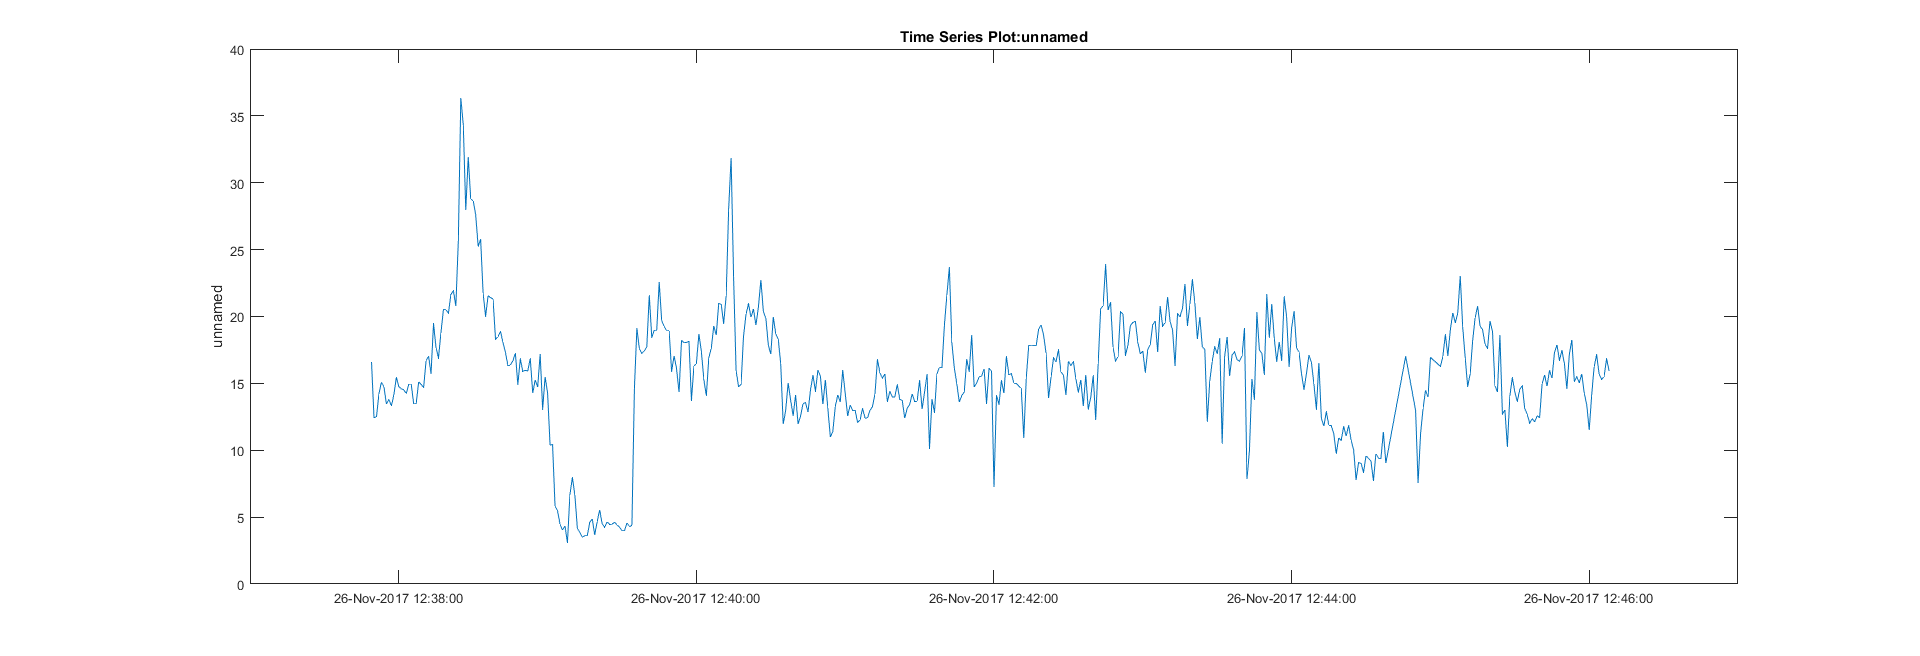 Time Series Plot:unnamed
40
35
30
25
20
15
10
5
0
unnamed
26-Nov-2017 12:38:00
26-Nov-2017 12:40:00
26-Nov-2017 12:42:00
26-Nov-2017 12:44:00
26-Nov-2017 12:46:00